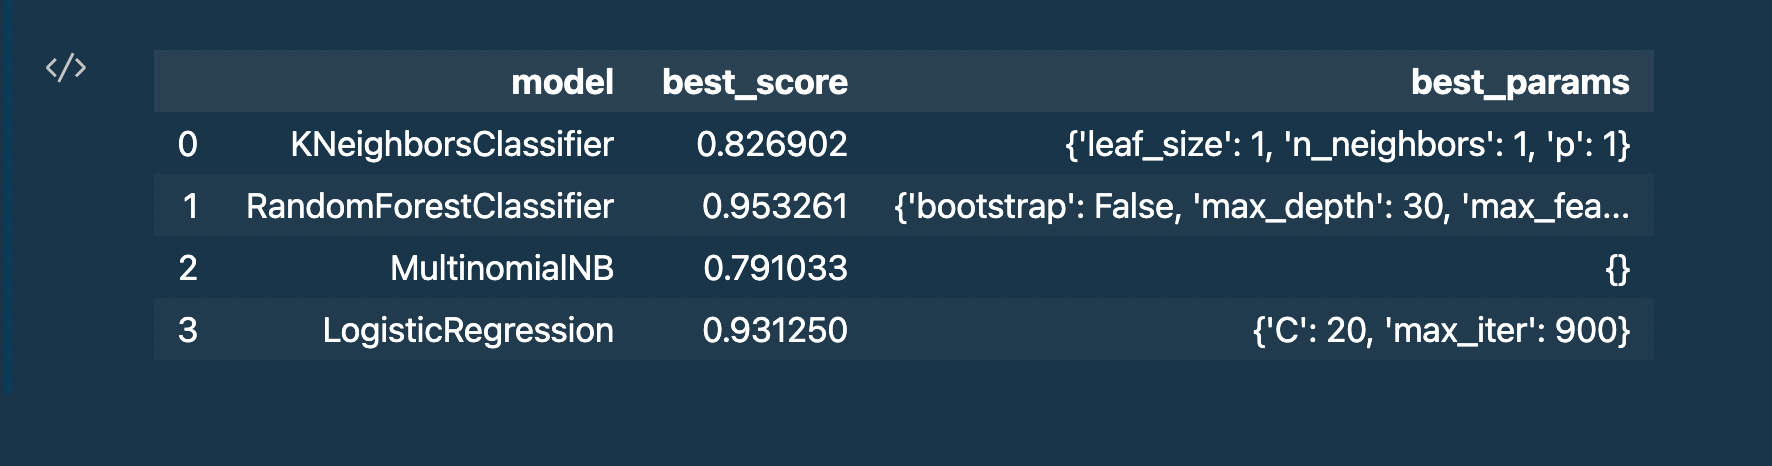 </>
model best_score best_params
0 KNeighborsClassifier 0.826902 {'leaf_size': 1, 'n_neighbors': 1, 'p': 1}
1 RandomForestClassifier 0.953261 {'bootstrap': False, 'max_depth': 30, 'max_fea...
2 MultinomialNB 0.791033 {}
3 LogisticRegression 0.931250 {'C': 20, 'max_iter': 900}